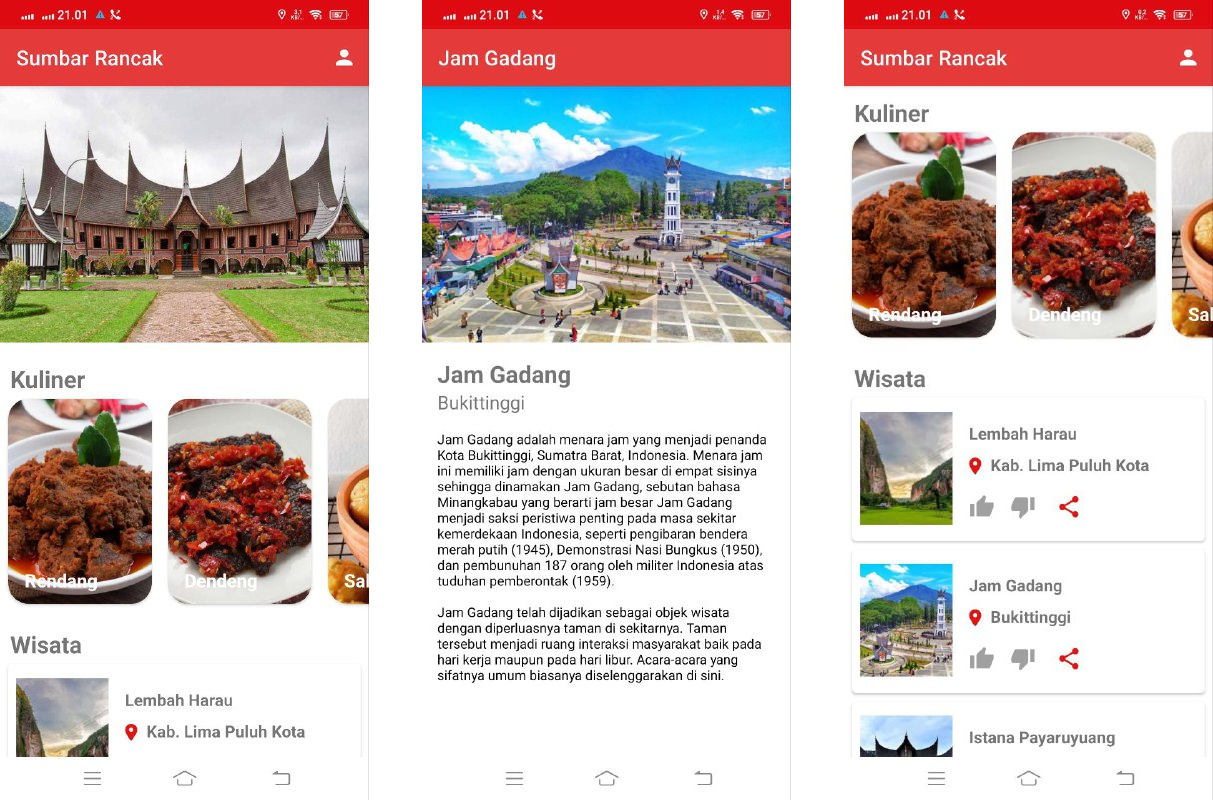 21.01
57
Sumbar Rancak
Kuliner
Rendang
Dendeng
Sal
Wisata
Lembah Harau
Kab. Lima Puluh Kota
21.01
57
Jam Gadang
Jam Gadang
Bukittinggi
Jam Gadang adalah menara jam yang menjadi penanda
Kota Bukittinggi, Sumatra Barat, Indonesia. Menara jam
ini memiliki jam dengan ukuran besar di empat sisinya
sehingga dinamakan Jam Gadang, sebutan bahasa
Minangkabau yang berarti jam besar Jam Gadang
menjadi saksi peristiwa penting pada masa sekitar
kemerdekaan Indonesia, seperti pengibaran bendera
merah putih (1945), Demonstrasi Nasi Bungkus (1950),
dan pembunuhan 187 orang oleh militer Indonesia atas
tuduhan pemberontak (1959).
Jam Gadang telah dijadikan sebagai objek wisata
dengan diperluasnya taman di sekitarnya. Taman
tersebut menjadi ruang interaksi masyarakat baik pada
hari kerja maupun pada hari libur. Acara-acara yang
sifatnya umum biasanya diselenggarakan di sini.
21.01
57
Sumbar Rancak
Kuliner
Rendang
Dendeng
Sal
Wisata
Lembah Harau
Kab. Lima Puluh Kota
Jam Gadang
Bukittinggi
Istana Payaruyuang